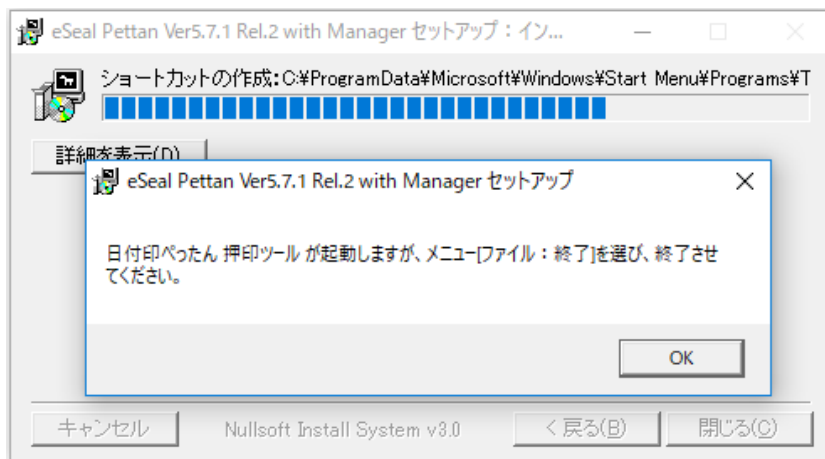 eSeal Pettan Ver5.7.1 Rel.2 with Manager セットアップ：イン...
ショートカットの作成：C:¥ProgramData¥Microsoft¥Windows¥Start Menu¥Programs¥T
詳細を表示(D)
eSeal Pettan Ver5.7.1 Rel.2 with Manager セットアップ
日付印ぺったん 押印ツール が起動しますが、メニュー[ファイル：終了]を選び、終了させ
てください。
OK
キャンセル
Nullsoft Install System v3.0
< 戻る(B)
閉じる(C)